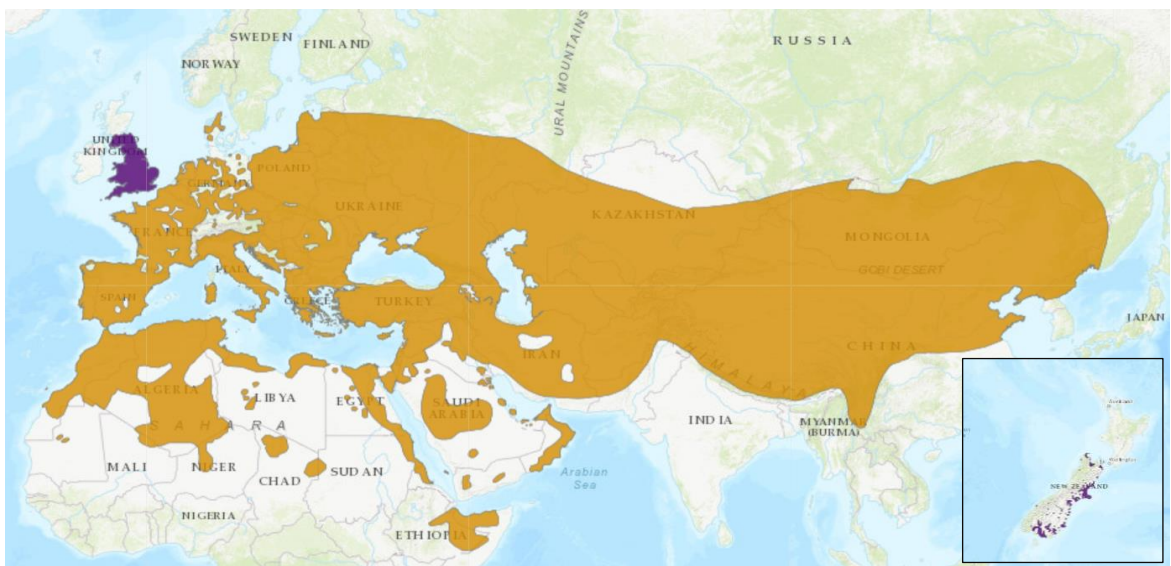 SWEDEN
FINLAND
NORWAY
RUSSIA
URAL MOUNTAINS
UNITED
KINGDOM
POLAND
GERMANY
UKRAINE
KAZAKHSTAN
FRANCE
MONGOLIA
GOBI DESERT
ITALY
SPAIN
GREECE
TURKEY
JAPAN
IRAN
CHINA
HIMALAYA
ALGERIA
LIBYA
EGYPT
SAUDI
ARABIA
INDIA
MYANMAR
(BURMA)
SAHARA
MALI
NIGER
CHAD
SUDAN
Arabian
Sea
NIGERIA
ETHIOPIA
NEW ZEALAND